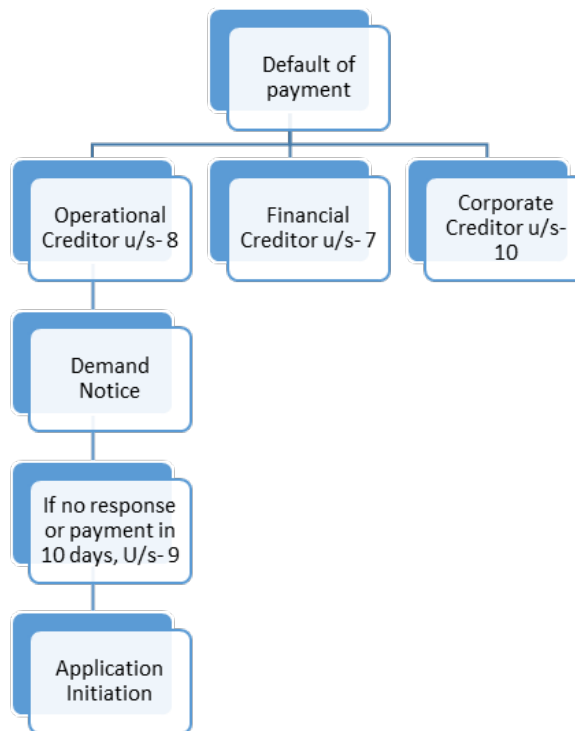 Default of
payment
Operational
Creditor u/s- 8
Financial
Creditor u/s- 7
Corporate
Creditor u/s-
10
Demand
Notice
If no response
or payment in
10 days, U/s- 9
Application
Initiation